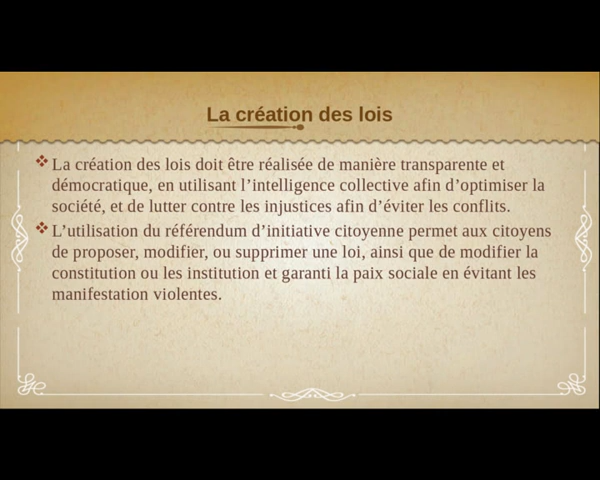 La création des lois
La création des lois doit être réalisée de manière transparente et
démocratique, en utilisant l’intelligence collective afin d’optimiser la
société, et de lutter contre les injustices afin d’éviter les conflits.
L’utilisation du référendum d’initiative citoyenne permet aux citoyens
de proposer, modifier, ou supprimer une loi, ainsi que de modifier la
constitution ou les institution et garanti la paix sociale en évitant les
manifestation violentes.